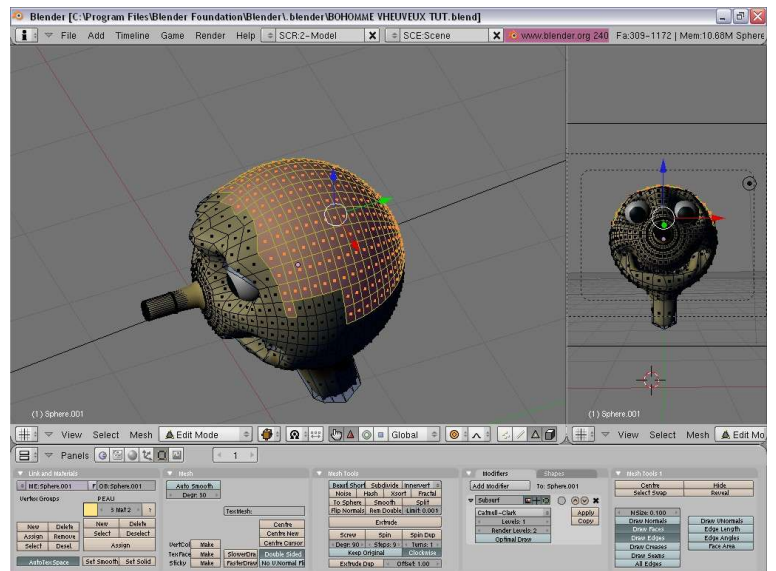 Blender [C:\Program Files\Blender Foundation\Blender\.blender\BOHOMME VHEUVEUX TUT.blend]
File Add Timeline Game Render Help SCR:2-Model X SCE:Scene X www.blender.org 240 Fa:309-1172 | Mem:10.68M Sphere
(1) Sphere.001 (1) Sphere.001
View Select Mesh Edit Mode Global View Select Mesh Edit Mo
Panels 1
Link and Materials Mesh Mesh Tools Modifiers Shapes Mesh Tools 1
ME:Sphere.001 F OB:Sphere.001 Auto Smooth Beauty Short Subdivide Innervert Add Modifier To: Sphere.001 Centre Hide
Vertex Groups PEAU Degr: 30 Noise Hash Xsort Fractal Select Swap Reveal
5 Mat 2 ? TexMesh: To Sphere Smooth Split Subsurf
Flip Normals Rem Double Limit: 0.001 Catmull-Clark Apply NSize: 0.100
New Delete New Delete Centre Extrude Levels: 1 Copy Draw Normals Draw VNormals
Assign Remove Select Deselect Centre New Render Levels: 2 Draw Faces Edge Length
Select Desel. Assign VertCol Make Centre Cursor Screw Spin Spin Dup Optimal Draw Draw Edges Edge Angles
TexFace Make SlowerDra Double Sided Degr: 90 Steps: 9 Turns: 1 Draw Creases Face Area
AutoTexSpace Set Smooth Set Solid Sticky Make FasterDraw No V.Normal Fli Keep Original Clockwise Draw Seams
Extrude Dup Offset: 1.00 All Edges